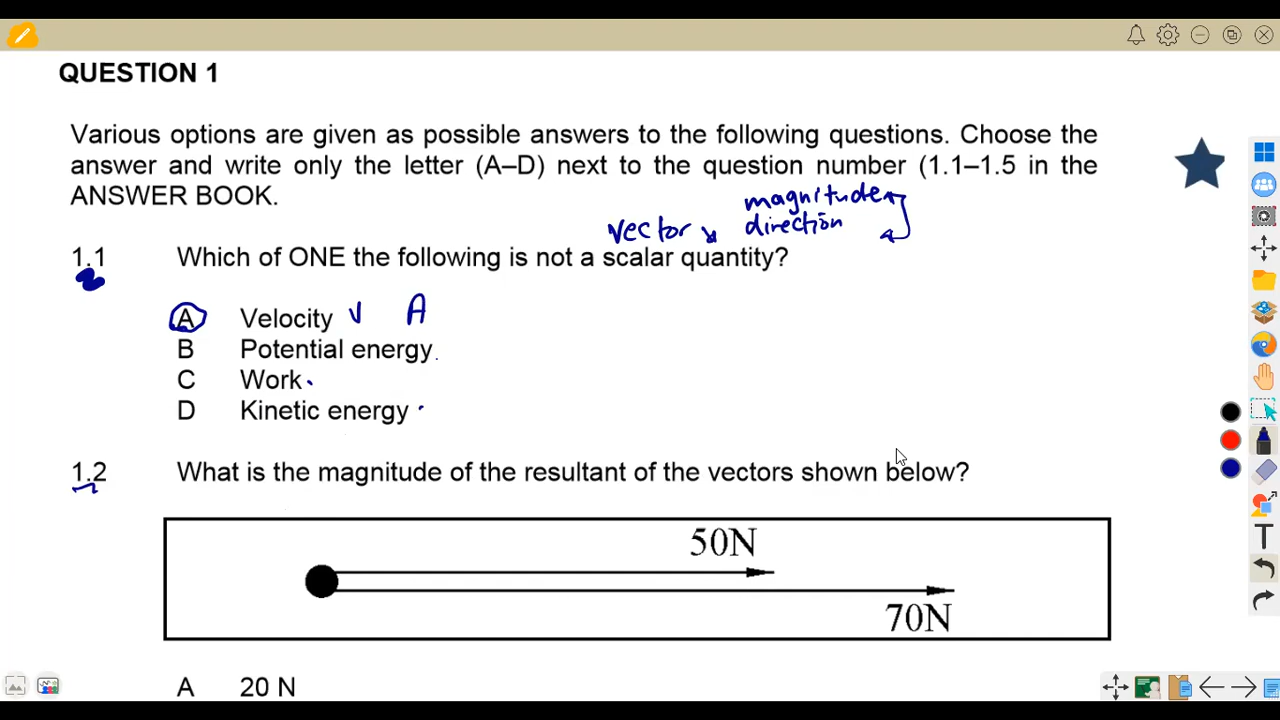 QUESTION 1
Various options are given as possible answers to the following questions. Choose the
answer and write only the letter (A–D) next to the question number (1.1–1.5 in the
ANSWER BOOK.
magnitude
vector direction
1.1 Which of ONE the following is not a scalar quantity?
A Velocity v A
B Potential energy
C Work
D Kinetic energy
1.2 What is the magnitude of the resultant of the vectors shown below?
50N
70N
A 20 N
T